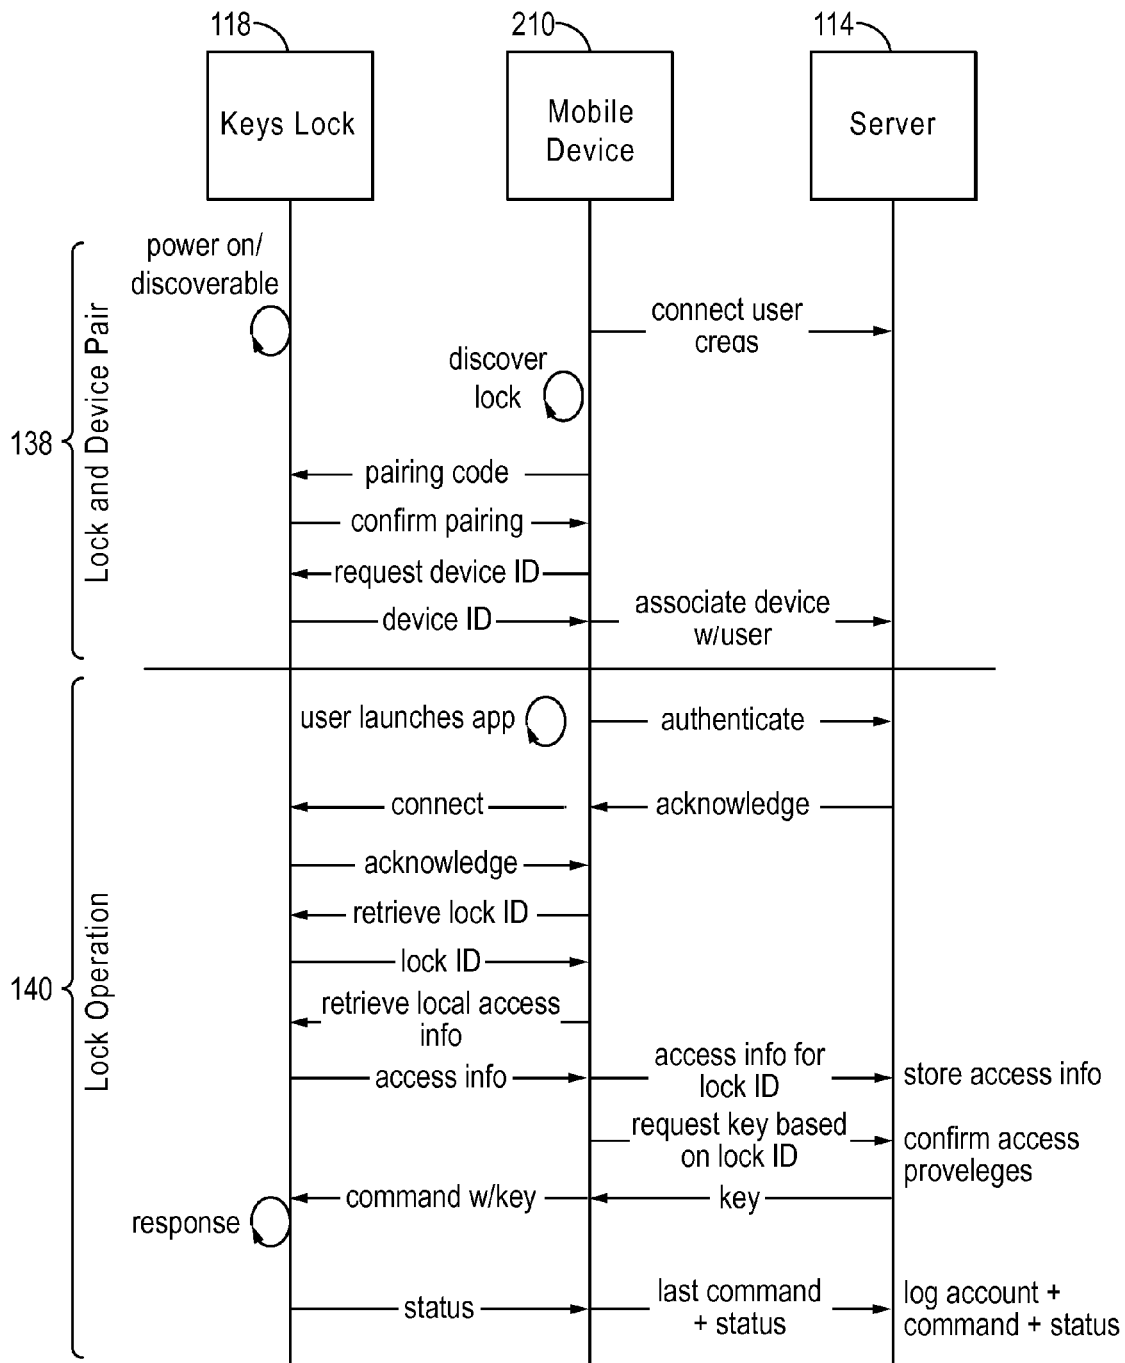 118
210
114
Keys Lock
Mobile
Device
Server
power on/
discoverable
connect user
creds
discover
lock
138
Lock and Device Pair
pairing code
confirm pairing
request device ID
device ID
associate device
w/user
user launches app
authenticate
connect
acknowledge
acknowledge
retrieve lock ID
lock ID
140
Lock Operation
retrieve local access
info
access info
access info for
lock ID
store access info
request key based
on lock ID
confirm access
proveleges
command w/key
key
response
status
last command
+ status
log account +
command + status